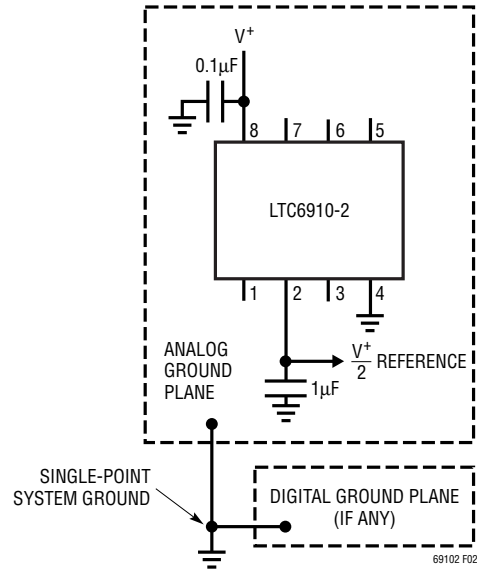 V+
0.1µF
8 7 6 5
LTC6910-2
1 2 3 4
V+
2
REFERENCE
1µF
ANALOG
GROUND
PLANE
SINGLE-POINT
SYSTEM GROUND
DIGITAL GROUND PLANE
(IF ANY)
69102 F02